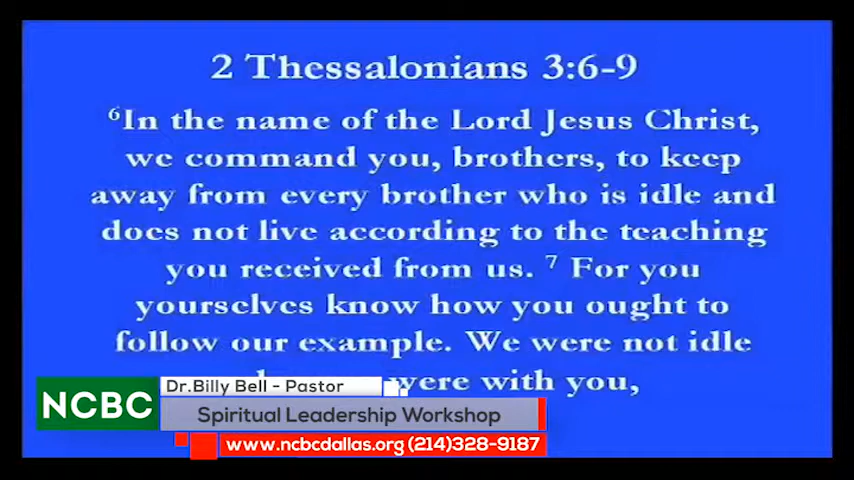 2 Thessalonians 3:6-9
⁶In the name of the Lord Jesus Christ,
we command you, brothers, to keep
away from every brother who is idle and
does not live according to the teaching
you received from us. ⁷ For you
yourselves know how you ought to
follow our example. We were not idle
were with you,
NCBC
Dr.Billy Bell - Pastor
Spiritual Leadership Workshop
www.ncbcdallas.org (214)328-9187